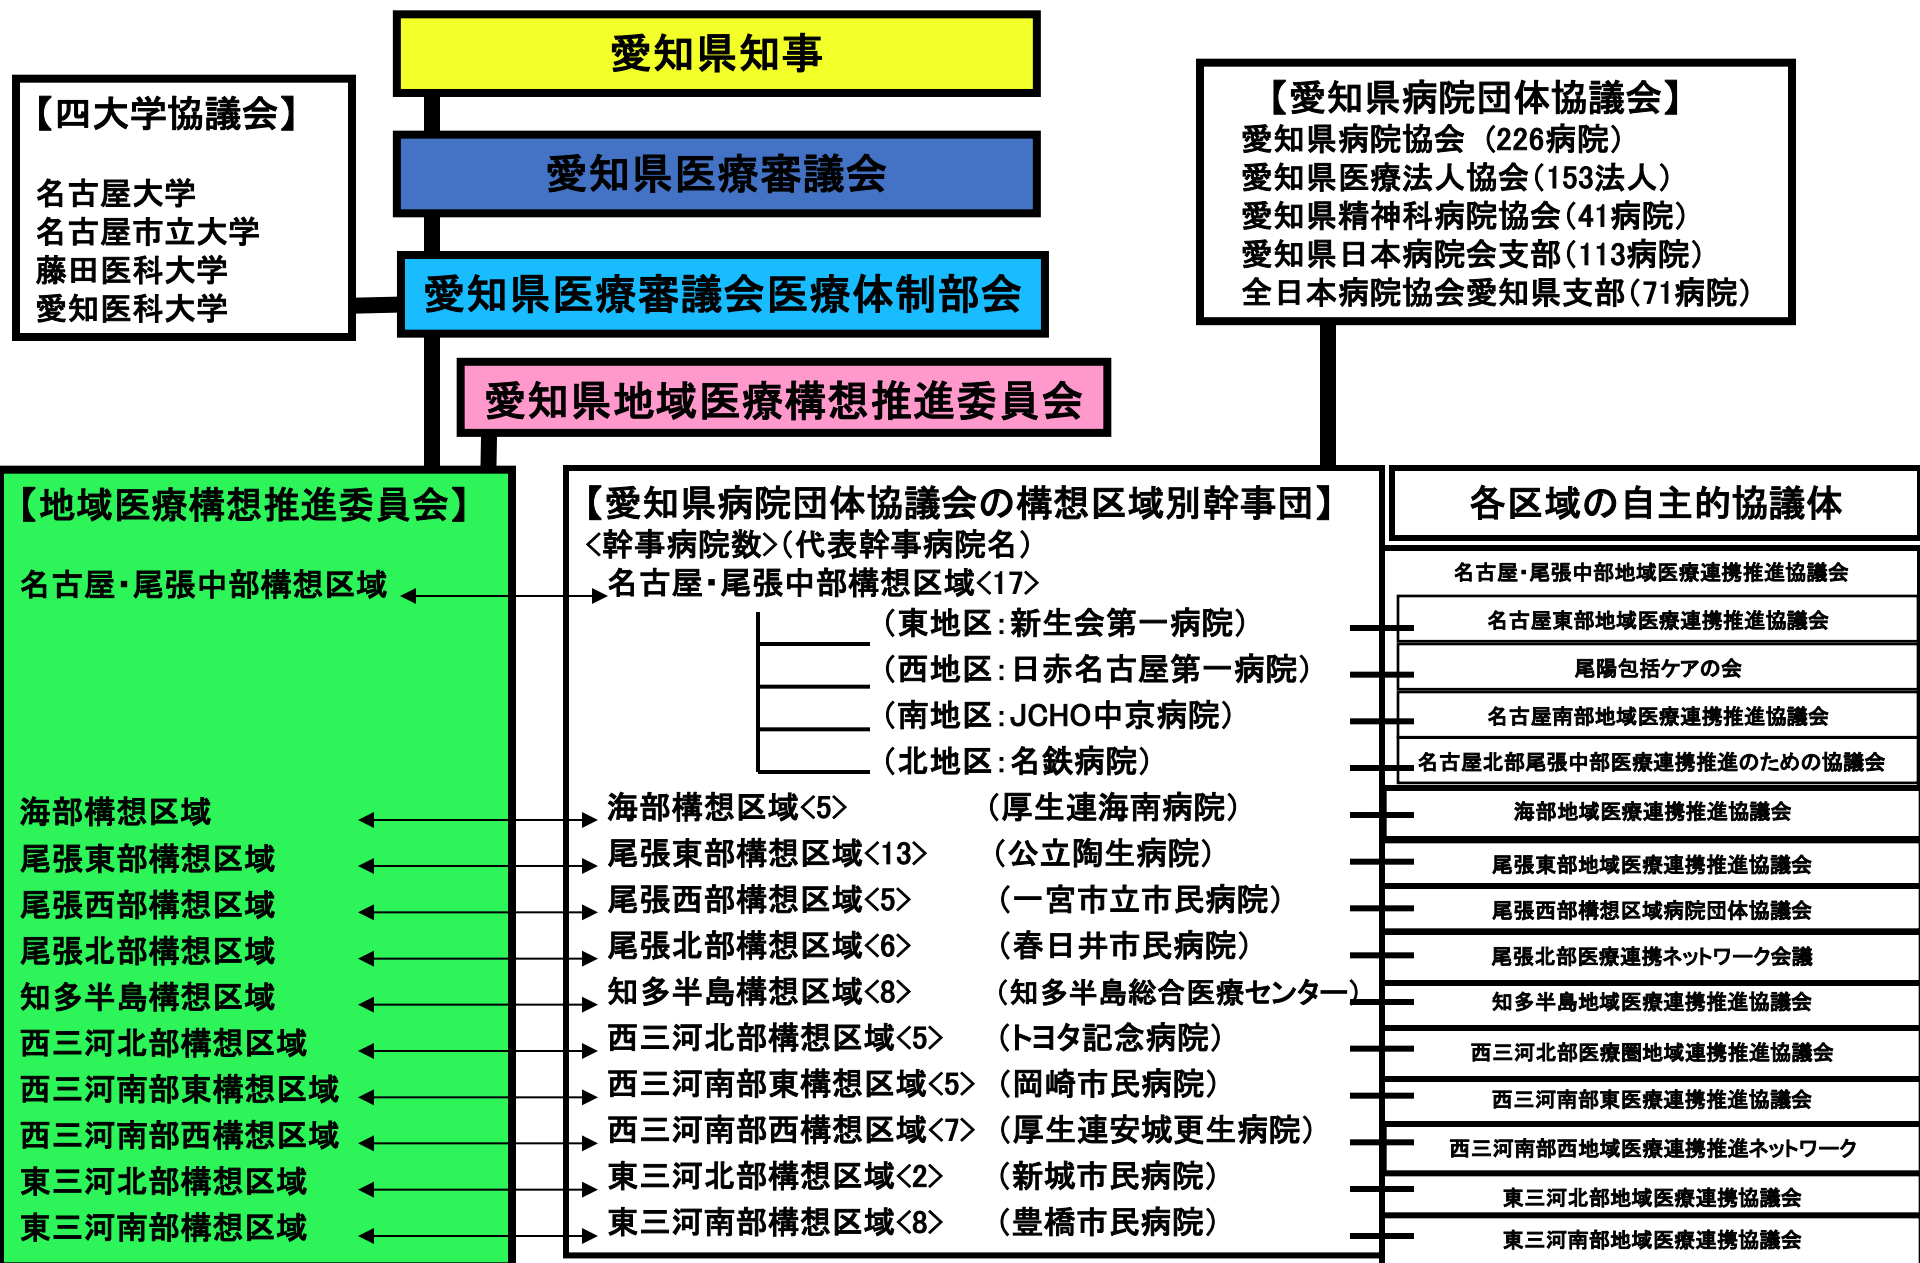 愛知県知事
愛知県医療審議会
愛知県医療審議会医療体制部会
愛知県地域医療構想推進委員会
【四大学協議会】
名古屋大学
名古屋市立大学
藤田医科大学
愛知医科大学
【愛知県病院団体協議会】
愛知県病院協会 (226病院)
愛知県医療法人協会(153法人)
愛知県精神科病院協会(41病院)
愛知県日本病院会支部(113病院)
全日本病院協会愛知県支部(71病院)
【地域医療構想推進委員会】
名古屋・尾張中部構想区域
海部構想区域
尾張東部構想区域
尾張西部構想区域
尾張北部構想区域
知多半島構想区域
西三河北部構想区域
西三河南部東構想区域
西三河南部西構想区域
東三河北部構想区域
東三河南部構想区域
【愛知県病院団体協議会の構想区域別幹事団】
<幹事病院数>(代表幹事病院名)
名古屋・尾張中部構想区域<17>
(東地区:新生会第一病院)
(西地区:日赤名古屋第一病院)
(南地区:JCHO中京病院)
(北地区:名鉄病院)
海部構想区域<5> (厚生連海南病院)
尾張東部構想区域<13> (公立陶生病院)
尾張西部構想区域<5> (一宮市立市民病院)
尾張北部構想区域<6> (春日井市民病院)
知多半島構想区域<8> (知多半島総合医療センター)
西三河北部構想区域<5> (トヨタ記念病院)
西三河南部東構想区域<5> (岡崎市民病院)
西三河南部西構想区域<7> (厚生連安城更生病院)
東三河北部構想区域<2> (新城市民病院)
東三河南部構想区域<8> (豊橋市民病院)
各区域の自主的協議体
名古屋・尾張中部地域医療連携推進協議会
名古屋東部地域医療連携推進協議会
尾陽包括ケアの会
名古屋南部地域医療連携推進協議会
名古屋北部尾張中部医療連携推進のための協議会
海部地域医療連携推進協議会
尾張東部地域医療連携推進協議会
尾張西部構想区域病院団体協議会
尾張北部医療連携ネットワーク会議
知多半島地域医療連携推進協議会
西三河北部医療圏地域連携推進協議会
西三河南部東医療連携推進協議会
西三河南部西地域医療連携推進ネットワーク
東三河北部地域医療連携協議会
東三河南部地域医療連携協議会